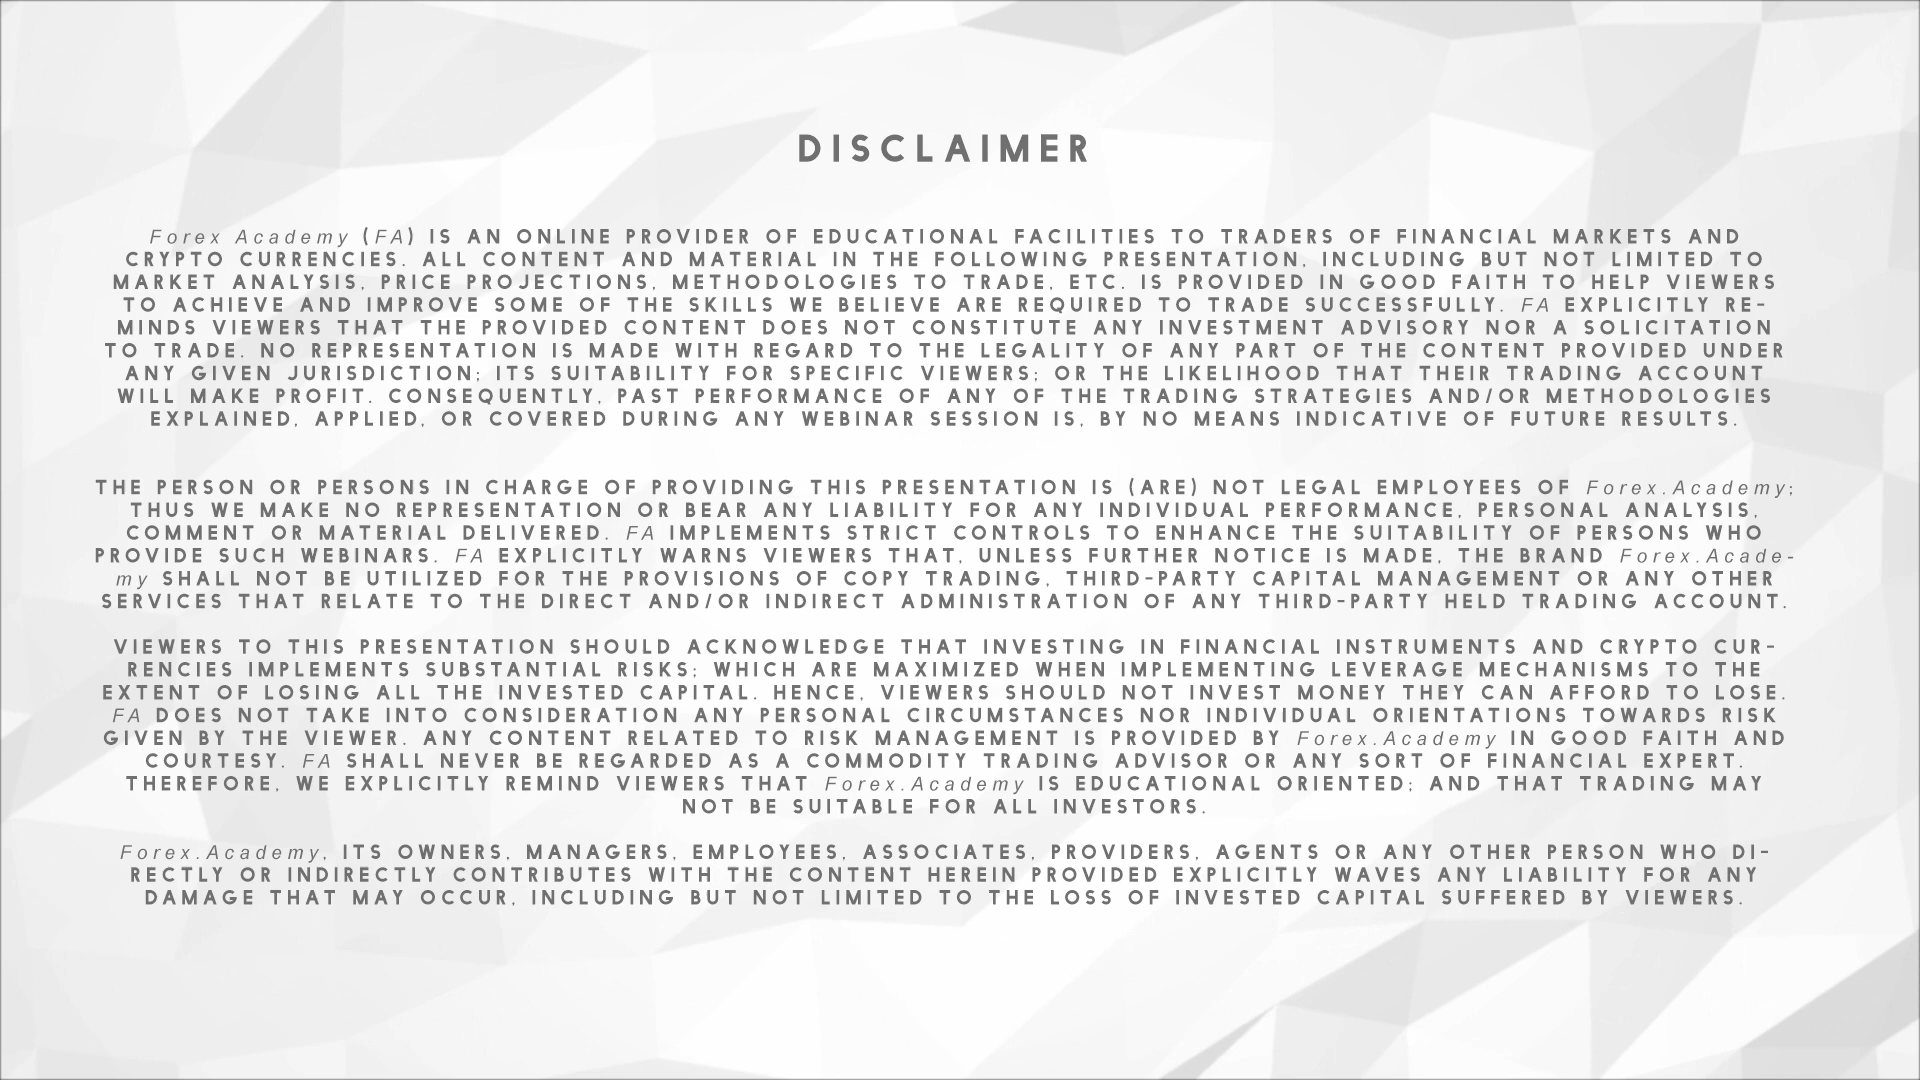 DISCLAIMER
Forex Academy (FA) IS AN ONLINE PROVIDER OF EDUCATIONAL FACILITIES TO TRADERS OF FINANCIAL MARKETS AND
CRYPTO CURRENCIES. ALL CONTENT AND MATERIAL IN THE FOLLOWING PRESENTATION, INCLUDING BUT NOT LIMITED TO
MARKET ANALYSIS, PRICE PROJECTIONS, METHODOLOGIES TO TRADE, ETC. IS PROVIDED IN GOOD FAITH TO HELP VIEWERS
TO ACHIEVE AND IMPROVE SOME OF THE SKILLS WE BELIEVE ARE REQUIRED TO TRADE SUCCESSFULLY. FA EXPLICITLY RE-
MINDS VIEWERS THAT THE PROVIDED CONTENT DOES NOT CONSTITUTE ANY INVESTMENT ADVISORY NOR A SOLICITATION
TO TRADE. NO REPRESENTATION IS MADE WITH REGARD TO THE LEGALITY OF ANY PART OF THE CONTENT PROVIDED UNDER
ANY GIVEN JURISDICTION; ITS SUITABILITY FOR SPECIFIC VIEWERS; OR THE LIKELIHOOD THAT THEIR TRADING ACCOUNT
WILL MAKE PROFIT. CONSEQUENTLY, PAST PERFORMANCE OF ANY OF THE TRADING STRATEGIES AND/OR METHODOLOGIES
EXPLAINED, APPLIED, OR COVERED DURING ANY WEBINAR SESSION IS, BY NO MEANS INDICATIVE OF FUTURE RESULTS.
THE PERSON OR PERSONS IN CHARGE OF PROVIDING THIS PRESENTATION IS (ARE) NOT LEGAL EMPLOYEES OF Forex.Academy;
THUS WE MAKE NO REPRESENTATION OR BEAR ANY LIABILITY FOR ANY INDIVIDUAL PERFORMANCE, PERSONAL ANALYSIS,
COMMENT OR MATERIAL DELIVERED. FA IMPLEMENTS STRICT CONTROLS TO ENHANCE THE SUITABILITY OF PERSONS WHO
PROVIDE SUCH WEBINARS. FA EXPLICITLY WARNS VIEWERS THAT, UNLESS FURTHER NOTICE IS MADE, THE BRAND Forex.Acade-
my SHALL NOT BE UTILIZED FOR THE PROVISIONS OF COPY TRADING, THIRD-PARTY CAPITAL MANAGEMENT OR ANY OTHER
SERVICES THAT RELATE TO THE DIRECT AND/OR INDIRECT ADMINISTRATION OF ANY THIRD-PARTY HELD TRADING ACCOUNT.
VIEWERS TO THIS PRESENTATION SHOULD ACKNOWLEDGE THAT INVESTING IN FINANCIAL INSTRUMENTS AND CRYPTO CUR-
RENCIES IMPLEMENTS SUBSTANTIAL RISKS; WHICH ARE MAXIMIZED WHEN IMPLEMENTING LEVERAGE MECHANISMS TO THE
EXTENT OF LOSING ALL THE INVESTED CAPITAL. HENCE, VIEWERS SHOULD NOT INVEST MONEY THEY CAN AFFORD TO LOSE.
FA DOES NOT TAKE INTO CONSIDERATION ANY PERSONAL CIRCUMSTANCES NOR INDIVIDUAL ORIENTATIONS TOWARDS RISK
GIVEN BY THE VIEWER. ANY CONTENT RELATED TO RISK MANAGEMENT IS PROVIDED BY Forex.Academy IN GOOD FAITH AND
COURTESY. FA SHALL NEVER BE REGARDED AS A COMMODITY TRADING ADVISOR OR ANY SORT OF FINANCIAL EXPERT.
THEREFORE, WE EXPLICITLY REMIND VIEWERS THAT Forex.Academy IS EDUCATIONAL ORIENTED; AND THAT TRADING MAY
NOT BE SUITABLE FOR ALL INVESTORS.
Forex.Academy, ITS OWNERS, MANAGERS, EMPLOYEES, ASSOCIATES, PROVIDERS, AGENTS OR ANY OTHER PERSON WHO DI-
RECTLY OR INDIRECTLY CONTRIBUTES WITH THE CONTENT HEREIN PROVIDED EXPLICITLY WAVES ANY LIABILITY FOR ANY
DAMAGE THAT MAY OCCUR, INCLUDING BUT NOT LIMITED TO THE LOSS OF INVESTED CAPITAL SUFFERED BY VIEWERS.